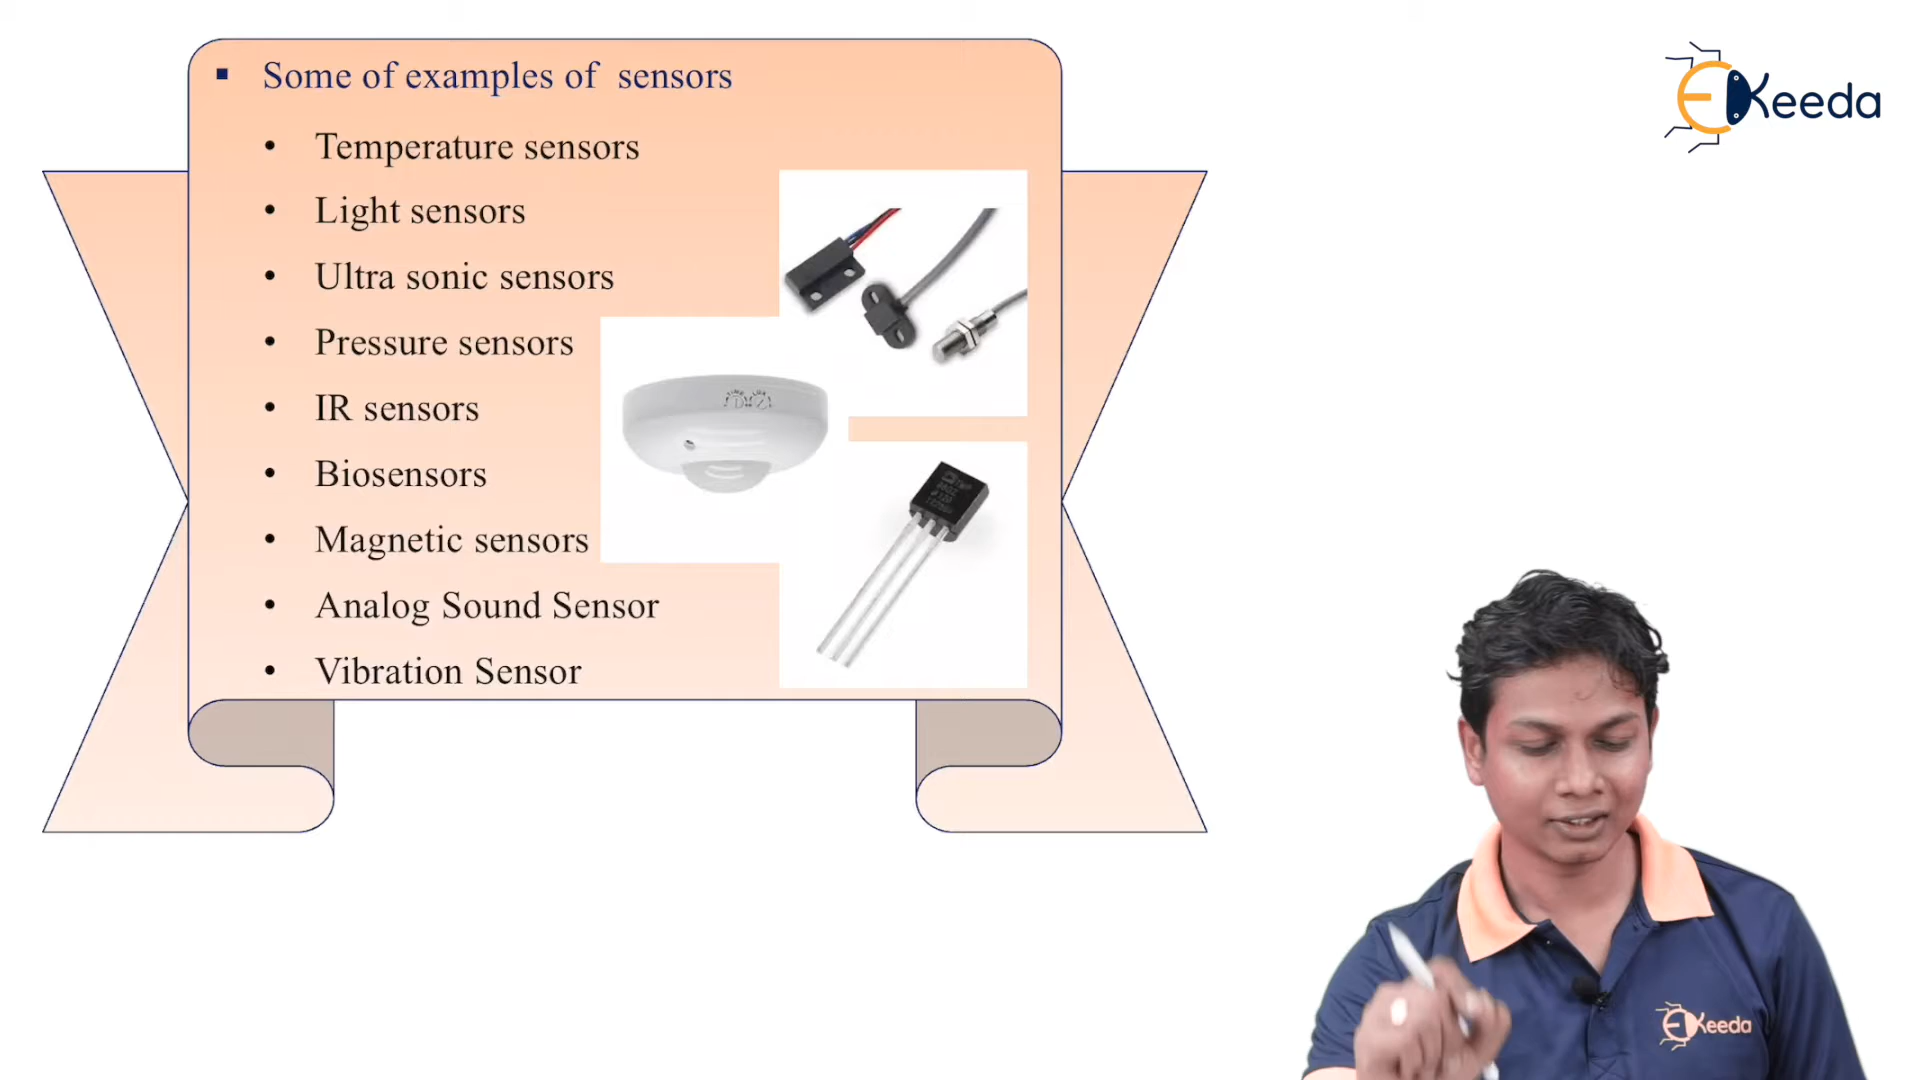 ▪ Some of examples of sensors
• Temperature sensors
• Light sensors
• Ultra sonic sensors
• Pressure sensors
• IR sensors
• Biosensors
• Magnetic sensors
• Analog Sound Sensor
• Vibration Sensor
EKeeda
EKeeda